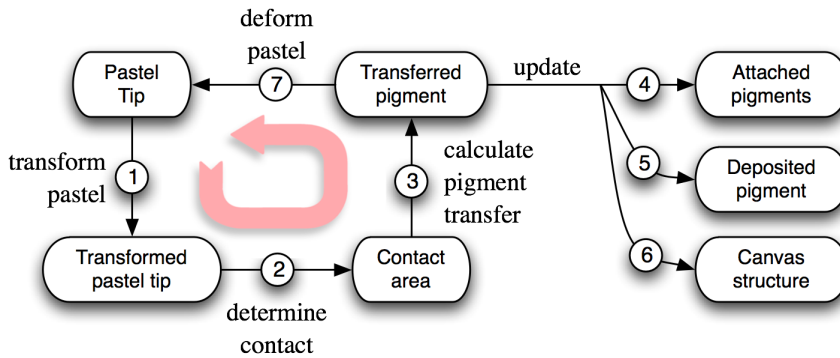 deform
pastel
Pastel
Tip
7
Transferred
pigment
update
4
Attached
pigments
transform
pastel
1
3
calculate
pigment
transfer
5
Deposited
pigment
Transformed
pastel tip
2
Contact
area
6
Canvas
structure
determine
contact